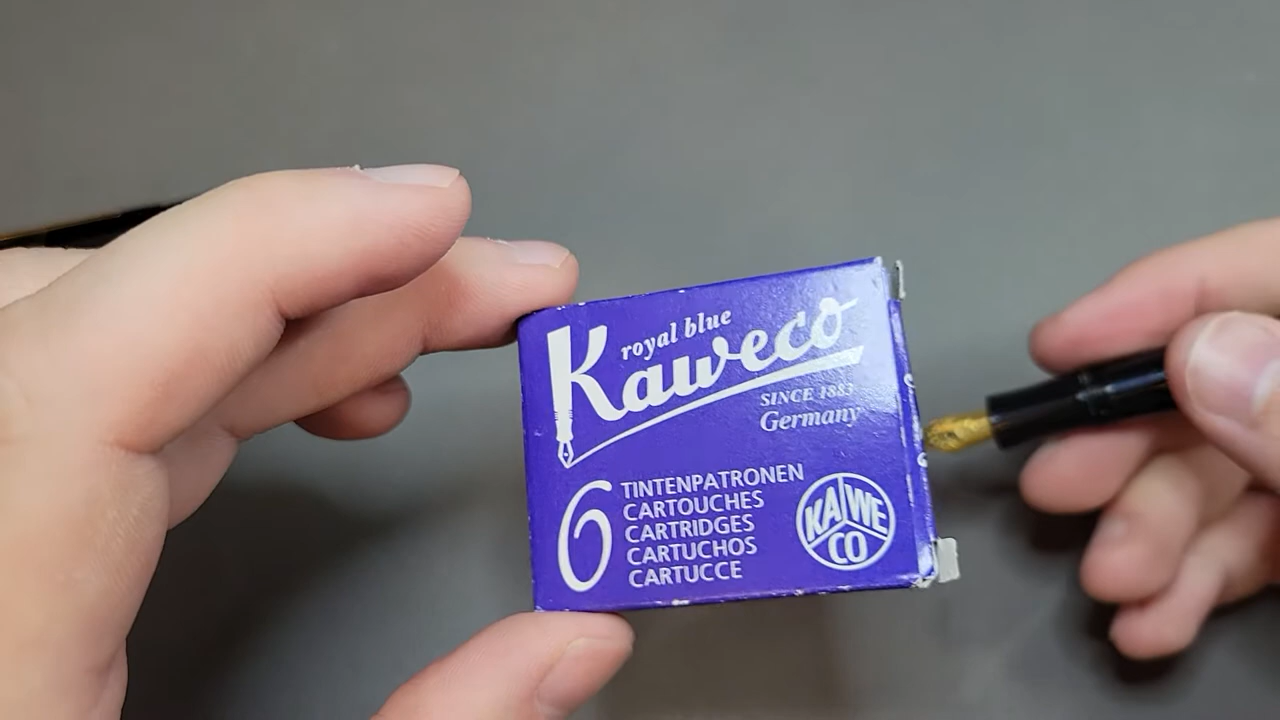 royal blue
Kaweco
SINCE 1883
Germany
6
TINTENPATRONEN
CARTOUCHES
CARTRIDGES
CARTUCHOS
CARTUCCE
KA WE
CO